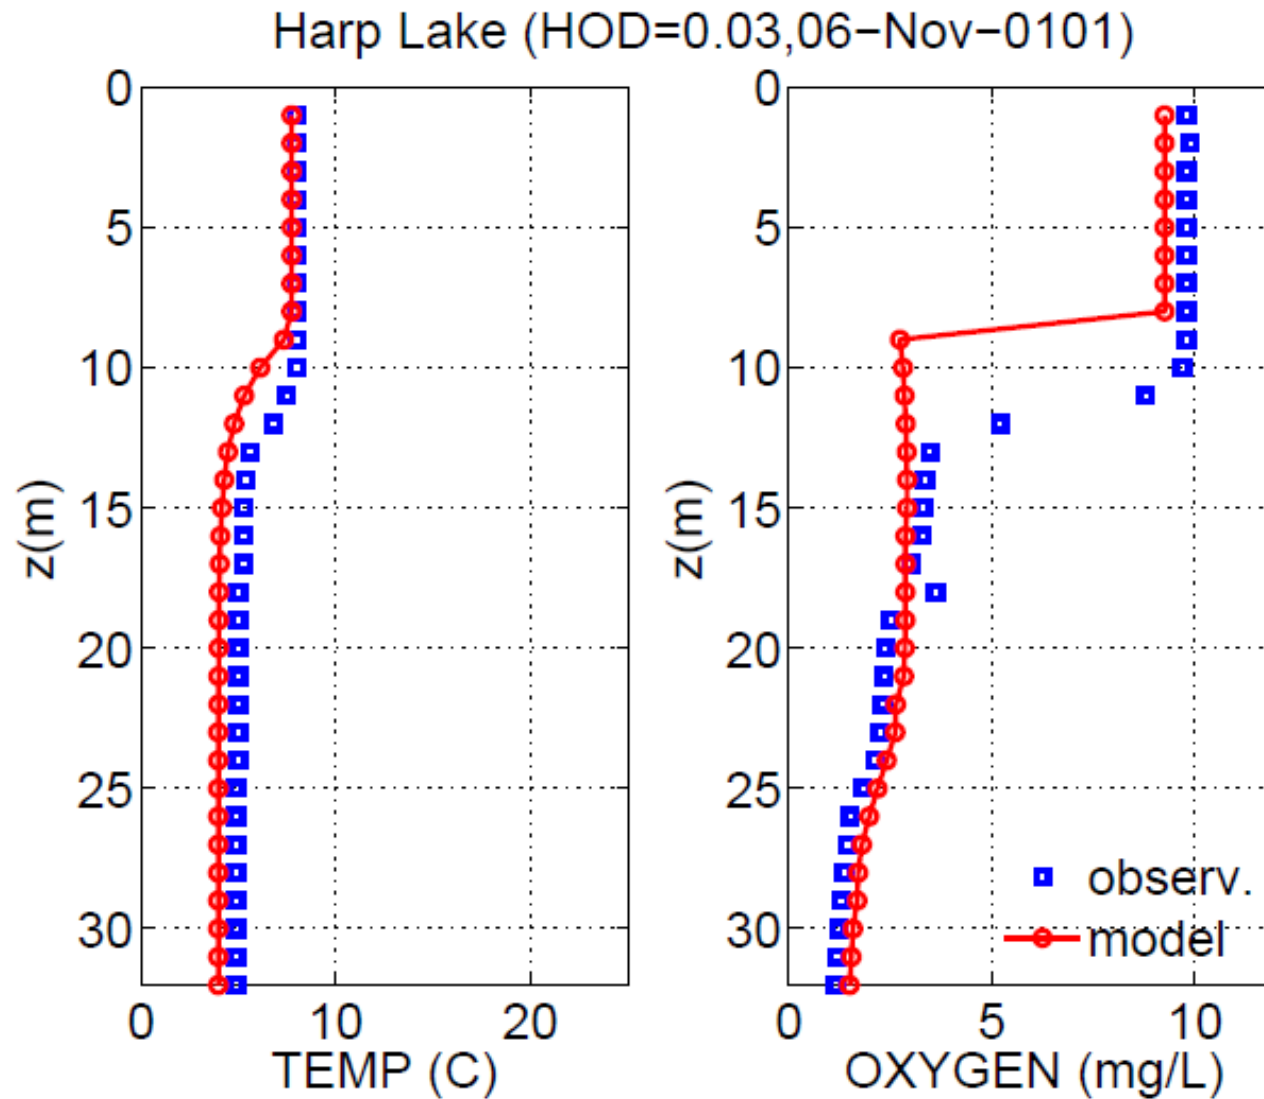 Harp Lake (HOD=0.03,06−Nov−0101)
0
5
10
15
20
25
30
z(m)
0 10 20
TEMP (C)
0
5
10
15
20
25
30
z(m)
observ.
model
0 5 10
OXYGEN (mg/L)